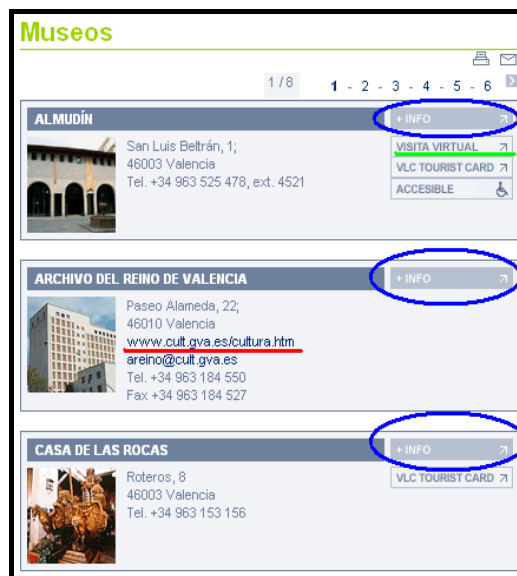 Museos
1 / 8 1 - 2 - 3 - 4 - 5 - 6
ALMUDÍN + INFO
San Luis Beltrán, 1;
46003 Valencia
Tel. +34 963 525 478, ext. 4521
VISITA VIRTUAL
VLC TOURIST CARD
ACCESIBLE
ARCHIVO DEL REINO DE VALENCIA + INFO
Paseo Alameda, 22;
46010 Valencia
www.cult.gva.es/cultura.htm
areino@cult.gva.es
Tel. +34 963 184 550
Fax +34 963 184 527
CASA DE LAS ROCAS + INFO
Roteros, 8
46003 Valencia
Tel. +34 963 153 156
VLC TOURIST CARD